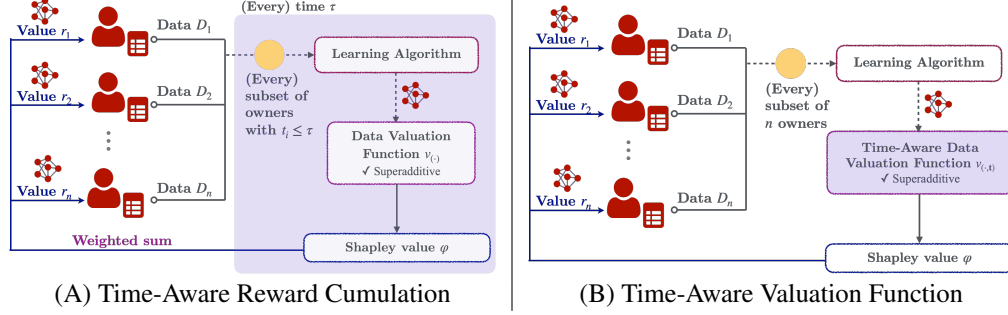 (Every) time τ
Value r₁
Data D₁
Learning Algorithm
(Every)
subset of
owners
with tᵢ ≤ τ
Value r₂
Data D₂
Data Valuation
Function ν₍·₎
✓ Superadditive
Value rₙ
Data Dₙ
Weighted sum
Shapley value φ
(A) Time-Aware Reward Cumulation
Value r₁
Data D₁
Learning Algorithm
(Every)
subset of
n owners
Value r₂
Data D₂
Time-Aware Data
Valuation Function ν₍·,t₎
✓ Superadditive
Value rₙ
Data Dₙ
Shapley value φ
(B) Time-Aware Valuation Function